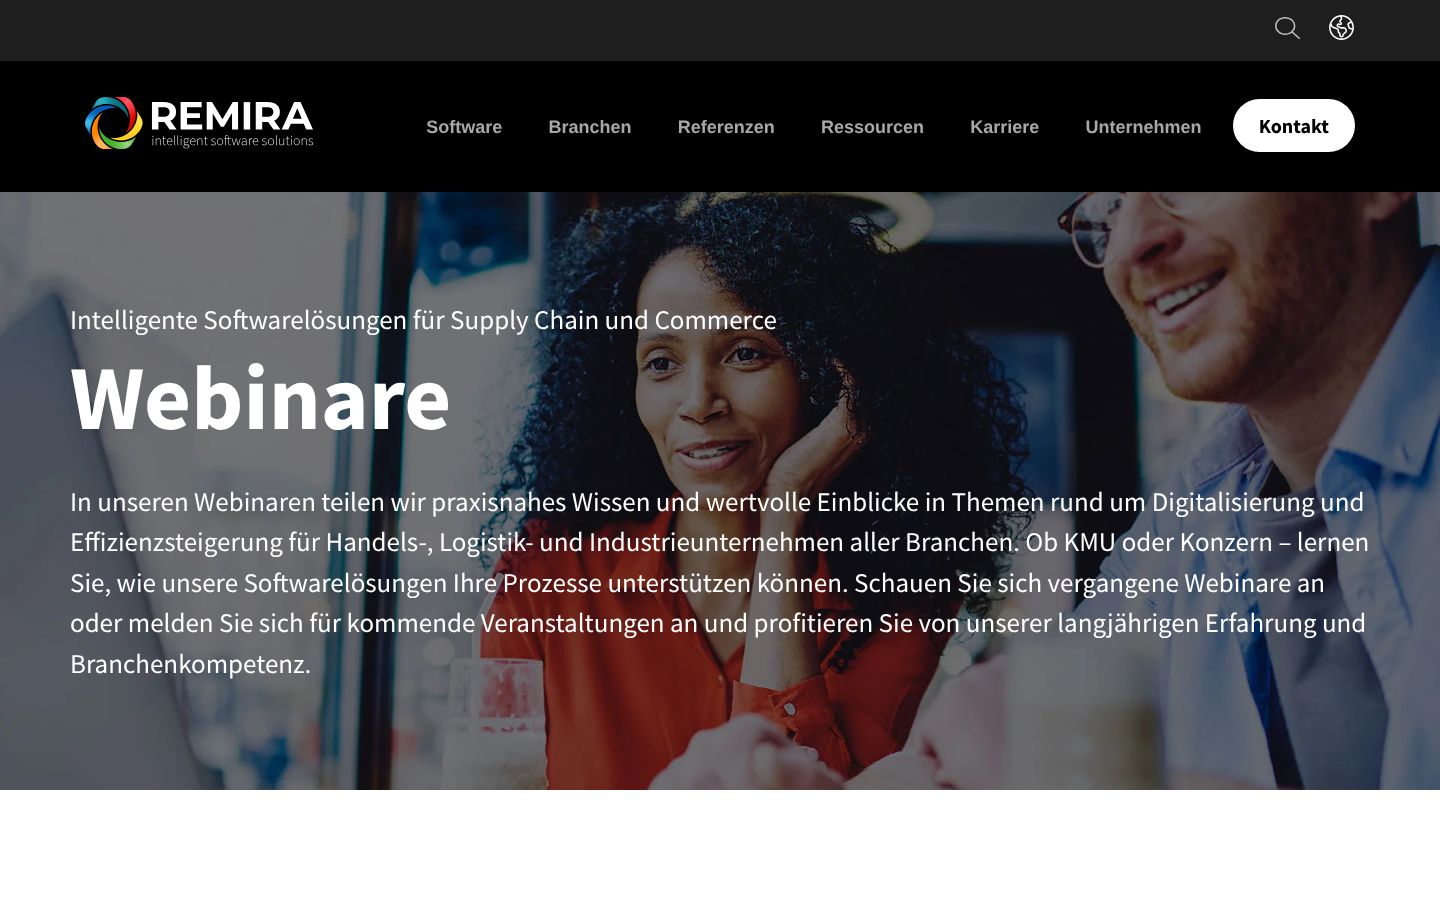 REMIRA
intelligent software solutions
Software
Branchen
Referenzen
Ressourcen
Karriere
Unternehmen
Kontakt
Intelligente Softwarelösungen für Supply Chain und Commerce
Webinare
In unseren Webinaren teilen wir praxisnahes Wissen und wertvolle Einblicke in Themen rund um Digitalisierung und
Effizienzsteigerung für Handels-, Logistik- und Industrieunternehmen aller Branchen. Ob KMU oder Konzern – lernen
Sie, wie unsere Softwarelösungen Ihre Prozesse unterstützen können. Schauen Sie sich vergangene Webinare an
oder melden Sie sich für kommende Veranstaltungen an und profitieren Sie von unserer langjährigen Erfahrung und
Branchenkompetenz.